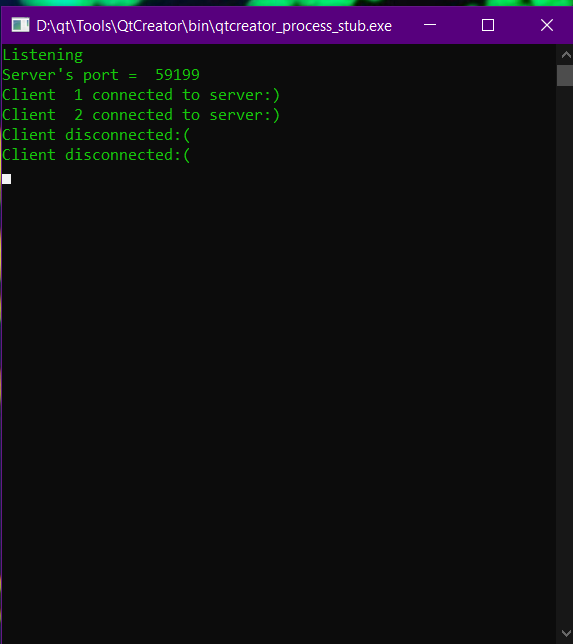 D:\qt\Tools\QtCreator\bin\qtcreator_process_stub.exe
Listening
Server's port =  59199
Client  1 connected to server:)
Client  2 connected to server:)
Client disconnected:(
Client disconnected:(